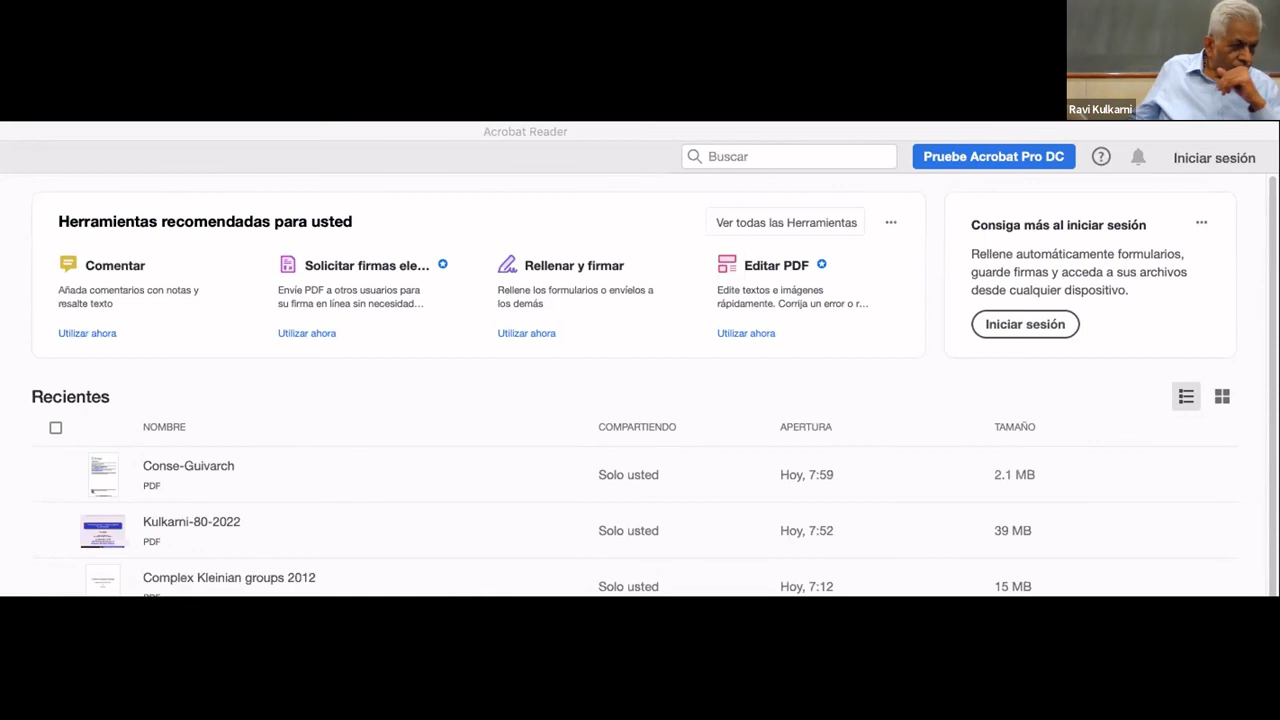 Ravi Kulkarni
Acrobat Reader
Buscar
Pruebe Acrobat Pro DC
Iniciar sesión
Herramientas recomendadas para usted
Ver todas las Herramientas
Comentar
Añada comentarios con notas y
resalte texto
Utilizar ahora
Solicitar firmas ele...
Envíe PDF a otros usuarios para
su firma en línea sin necesidad...
Utilizar ahora
Rellenar y firmar
Rellene los formularios o envíelos a
los demás
Utilizar ahora
Editar PDF
Edite textos e imágenes
rápidamente. Corrija un error o r...
Utilizar ahora
Consiga más al iniciar sesión
Rellene automáticamente formularios,
guarde firmas y acceda a sus archivos
desde cualquier dispositivo.
Iniciar sesión
Recientes
NOMBRE COMPARTIENDO APERTURA TAMAÑO
Conse-Guivarch
PDF
Solo usted Hoy, 7:59 2.1 MB
Kulkarni-80-2022
PDF
Solo usted Hoy, 7:52 39 MB
Complex Kleinian groups 2012
Solo usted Hoy, 7:12 15 MB